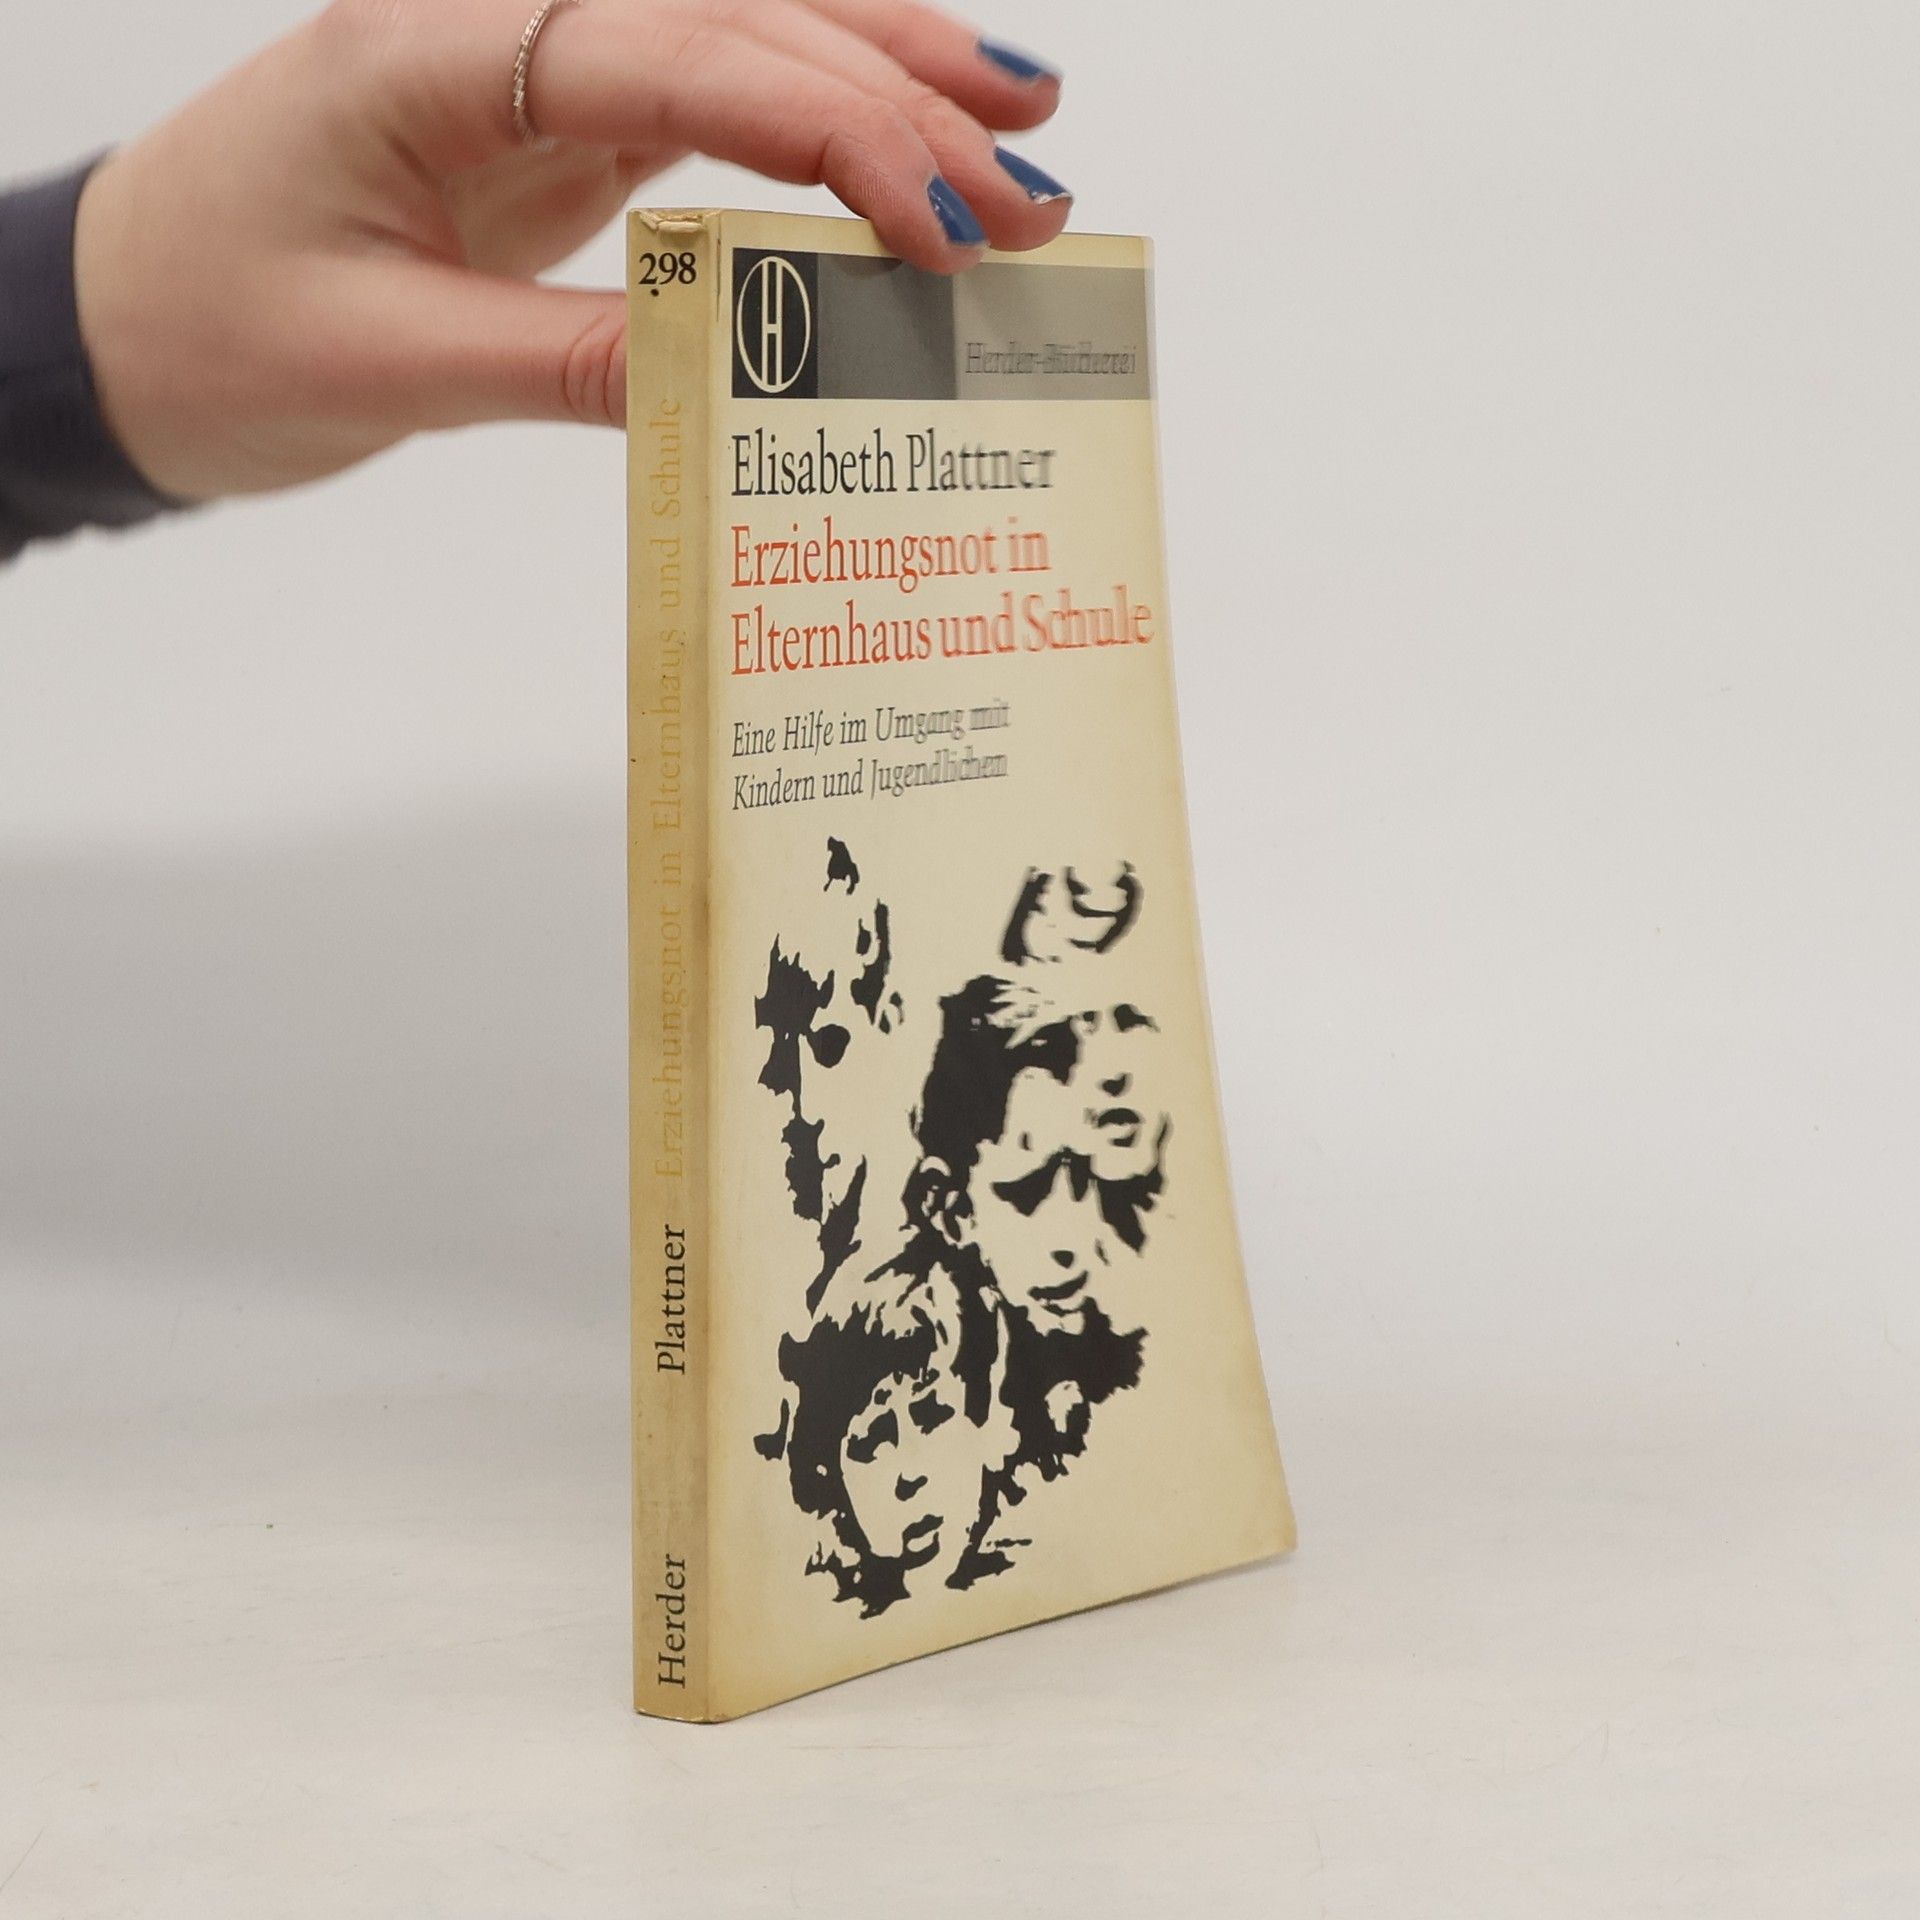 298
Herder Plattner Erziehungsnot in Elternhaus und Schule
H
Herder-Bücherei
Elisabeth Plattner
Erziehungsnot in
Elternhaus und Schule
Eine Hilfe im Umgang mit
Kindern und Jugendlichen